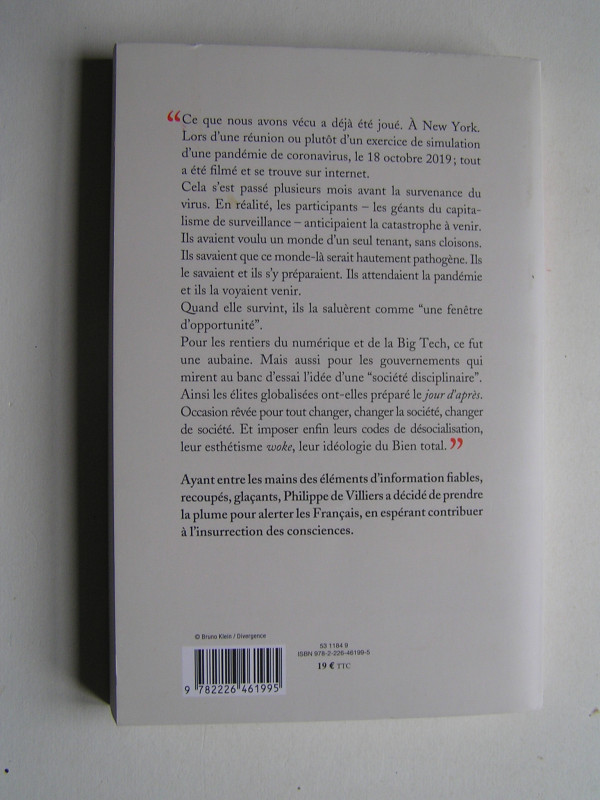 “Ce que nous avons vécu a déjà été joué. À New York.
Lors d'une réunion ou plutôt d'un exercice de simulation
d'une pandémie de coronavirus, le 18 octobre 2019 ; tout
a été filmé et se trouve sur internet.
Cela s'est passé plusieurs mois avant la survenance du
virus. En réalité, les participants – les géants du capita-
lisme de surveillance – anticipaient la catastrophe à venir.
Ils avaient voulu un monde d'un seul tenant, sans cloisons.
Ils savaient que ce monde-là serait hautement pathogène. Ils
le savaient et ils s'y préparaient. Ils attendaient la pandémie
et ils la voyaient venir.
Quand elle survint, ils la saluèrent comme “une fenêtre
d'opportunité”.
Pour les rentiers du numérique et de la Big Tech, ce fut
une aubaine. Mais aussi pour les gouvernements qui
mirent au banc d'essai l'idée d'une “société disciplinaire”.
Ainsi les élites globalisées ont-elles préparé le jour d'après.
Occasion rêvée pour tout changer, changer la société, changer
de société. Et imposer enfin leurs codes de désocialisation,
leur esthétisme woke, leur idéologie du Bien total.”
Ayant entre les mains des éléments d'information fiables,
recoupés, glaçants, Philippe de Villiers a décidé de prendre
la plume pour alerter les Français, en espérant contribuer
à l'insurrection des consciences.
© Bruno Klein / Divergence
53 1184 9
ISBN 978-2-226-46199-5
19 € TTC
9 782226 461995